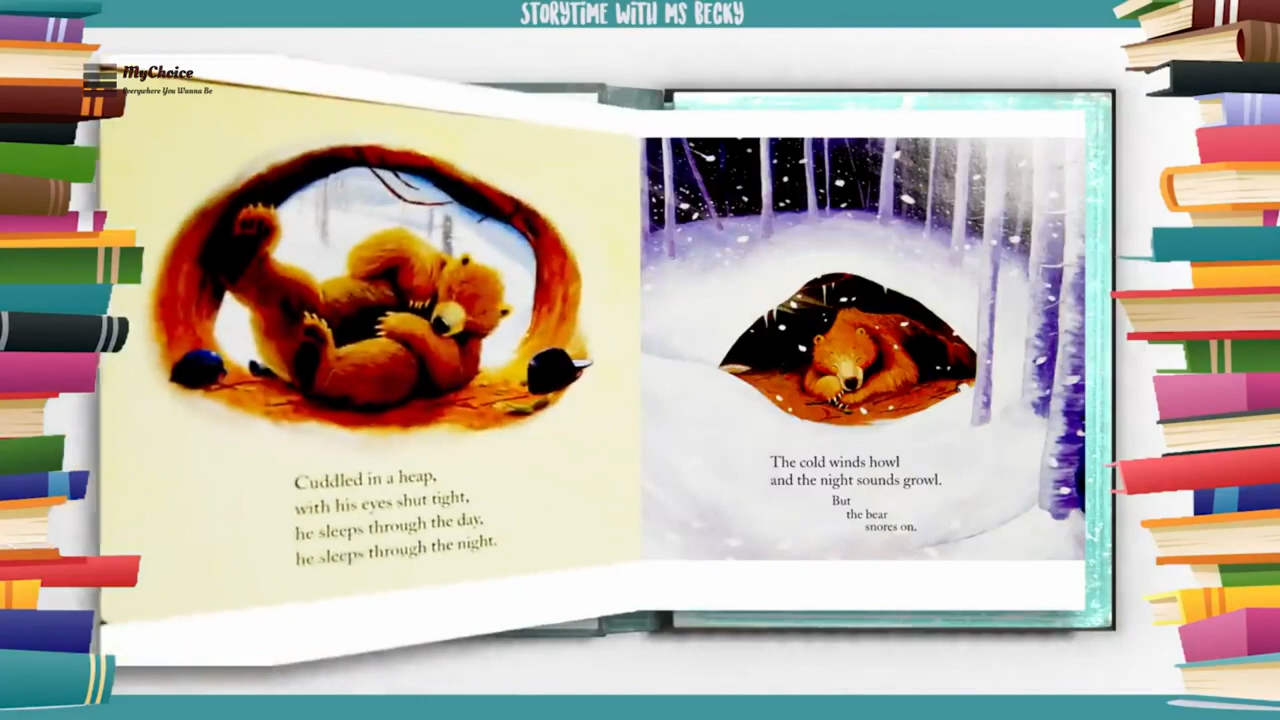 STORYTIME WITH MS BECKY
MyChoice
Everywhere You Wanna Be
Cuddled in a heap,
with his eyes shut tight,
he sleeps through the day,
he sleeps through the night.
The cold winds howl
and the night sounds growl.
But
the bear
snores on.